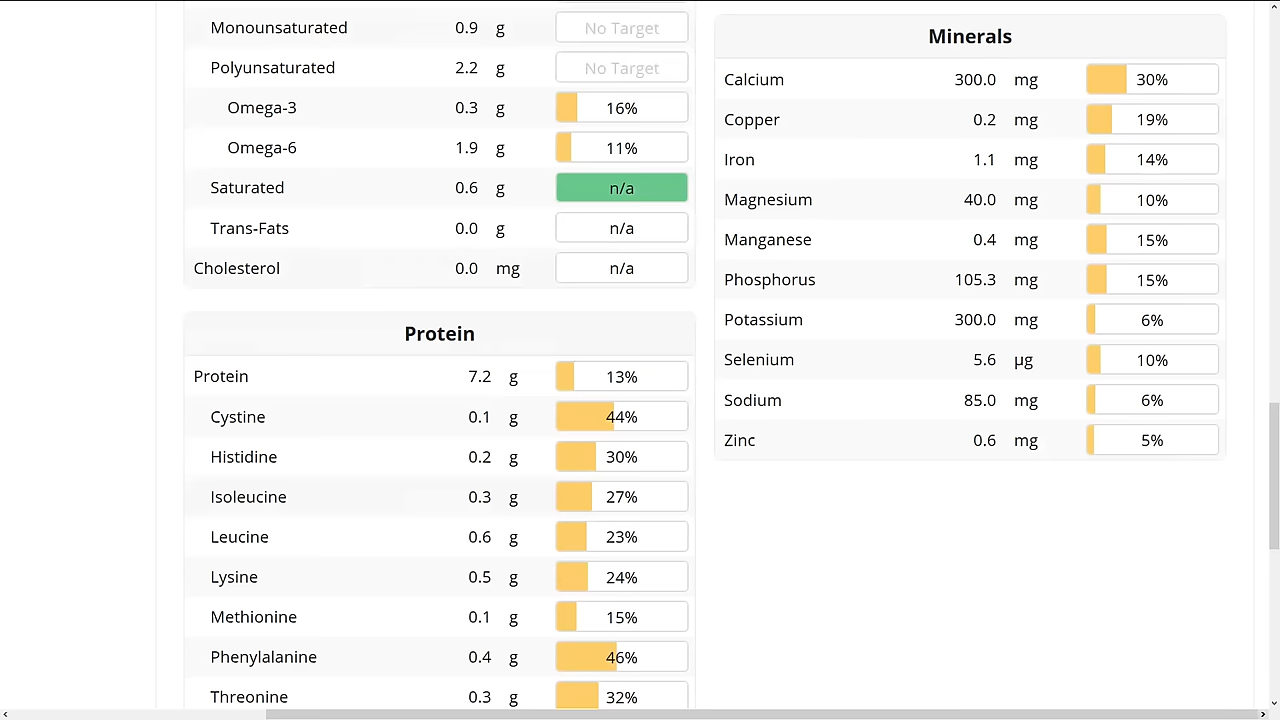 Monounsaturated 0.9 g No Target
Polyunsaturated 2.2 g No Target
Omega-3 0.3 g 16%
Omega-6 1.9 g 11%
Saturated 0.6 g n/a
Trans-Fats 0.0 g n/a
Cholesterol 0.0 mg n/a
Protein
Protein 7.2 g 13%
Cystine 0.1 g 44%
Histidine 0.2 g 30%
Isoleucine 0.3 g 27%
Leucine 0.6 g 23%
Lysine 0.5 g 24%
Methionine 0.1 g 15%
Phenylalanine 0.4 g 46%
Threonine 0.3 g 32%
Minerals
Calcium 300.0 mg 30%
Copper 0.2 mg 19%
Iron 1.1 mg 14%
Magnesium 40.0 mg 10%
Manganese 0.4 mg 15%
Phosphorus 105.3 mg 15%
Potassium 300.0 mg 6%
Selenium 5.6 µg 10%
Sodium 85.0 mg 6%
Zinc 0.6 mg 5%